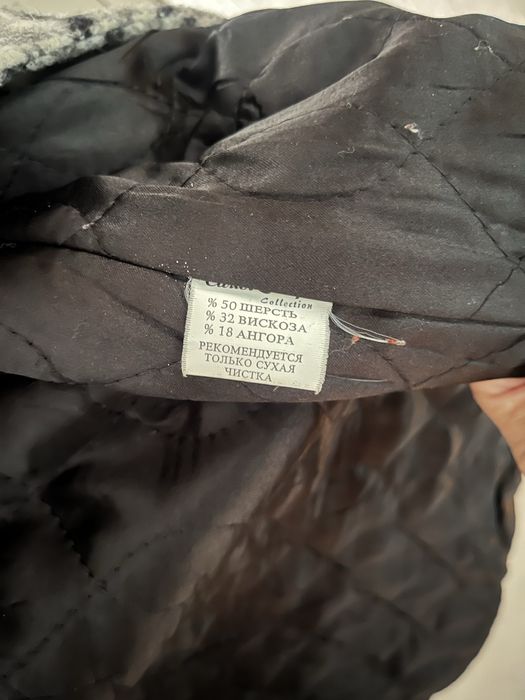 Collection
% 50 ШЕРСТЬ
% 32 ВИСКОЗА
% 18 АНГОРА
РЕКОМЕНДУЕТСЯ
ТОЛЬКО СУХАЯ
ЧИСТКА